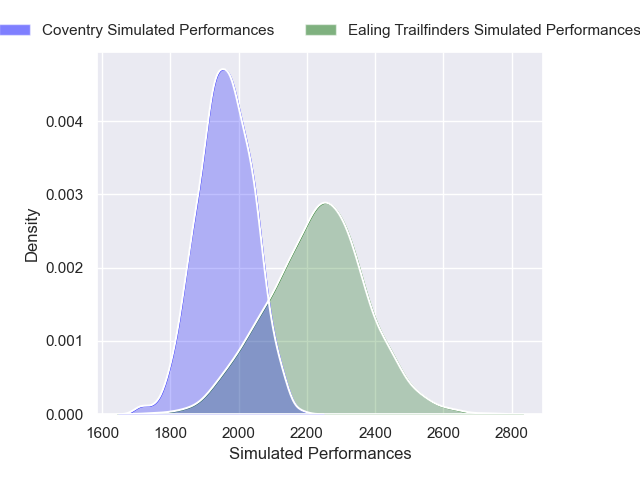 Coventry Simulated Performances
Ealing Trailfinders Simulated Performances
0.004
0.003
0.002
0.001
0.000
Density
1600 1800 2000 2200 2400 2600 2800
Simulated Performances